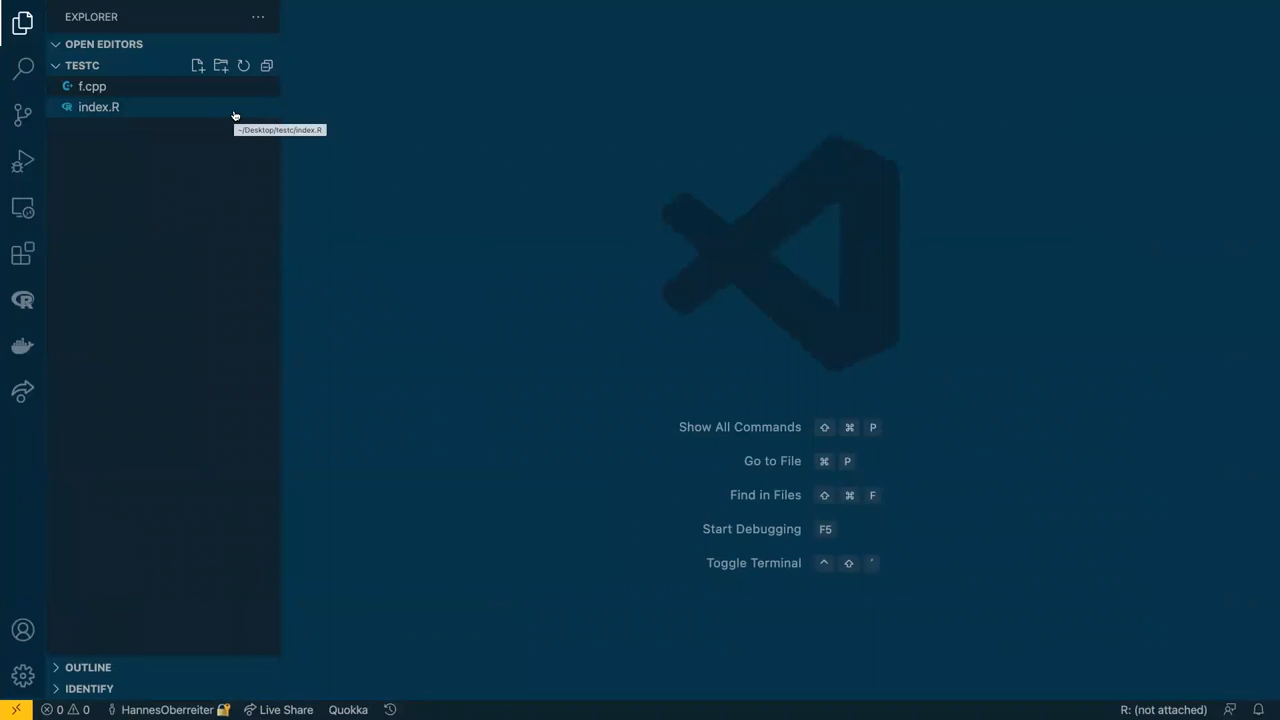 EXPLORER
OPEN EDITORS
TESTC
f.cpp
index.R
~/Desktop/testc/index.R
Show All Commands ⇧ ⌘ P
Go to File ⌘ P
Find in Files ⇧ ⌘ F
Start Debugging F5
Toggle Terminal ^ ⇧ ´
OUTLINE
IDENTIFY
0 0 HannesOberreiter🔐 Live Share Quokka R: (not attached)